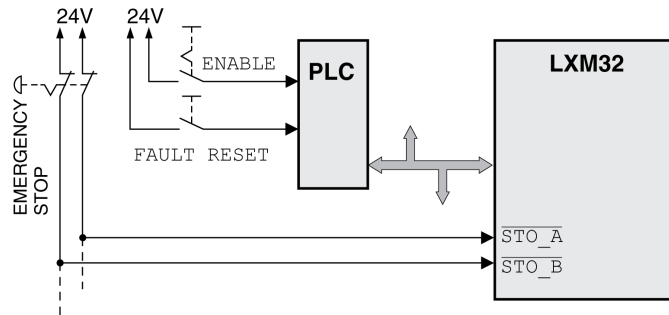 24V
24V
ENABLE
PLC
LXM32
FAULT RESET
EMERGENCY
STOP
STO_A
STO_B